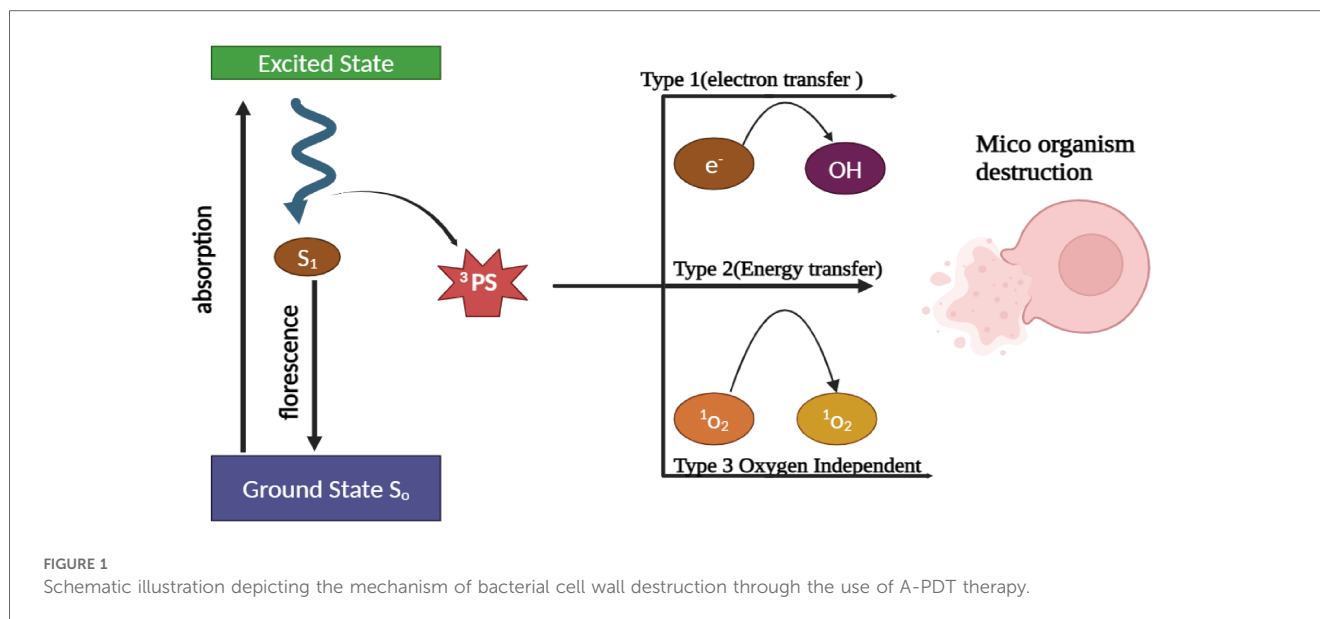 Excited State
absorption
S₁
florescence
Ground State Sₒ
³PS
Type 1(electron transfer )
e⁻
OH
Type 2(Energy transfer)
¹o₂
¹o₂
Type 3 Oxygen Independent
Mico organism
destruction
FIGURE 1
Schematic illustration depicting the mechanism of bacterial cell wall destruction through the use of A-PDT therapy.